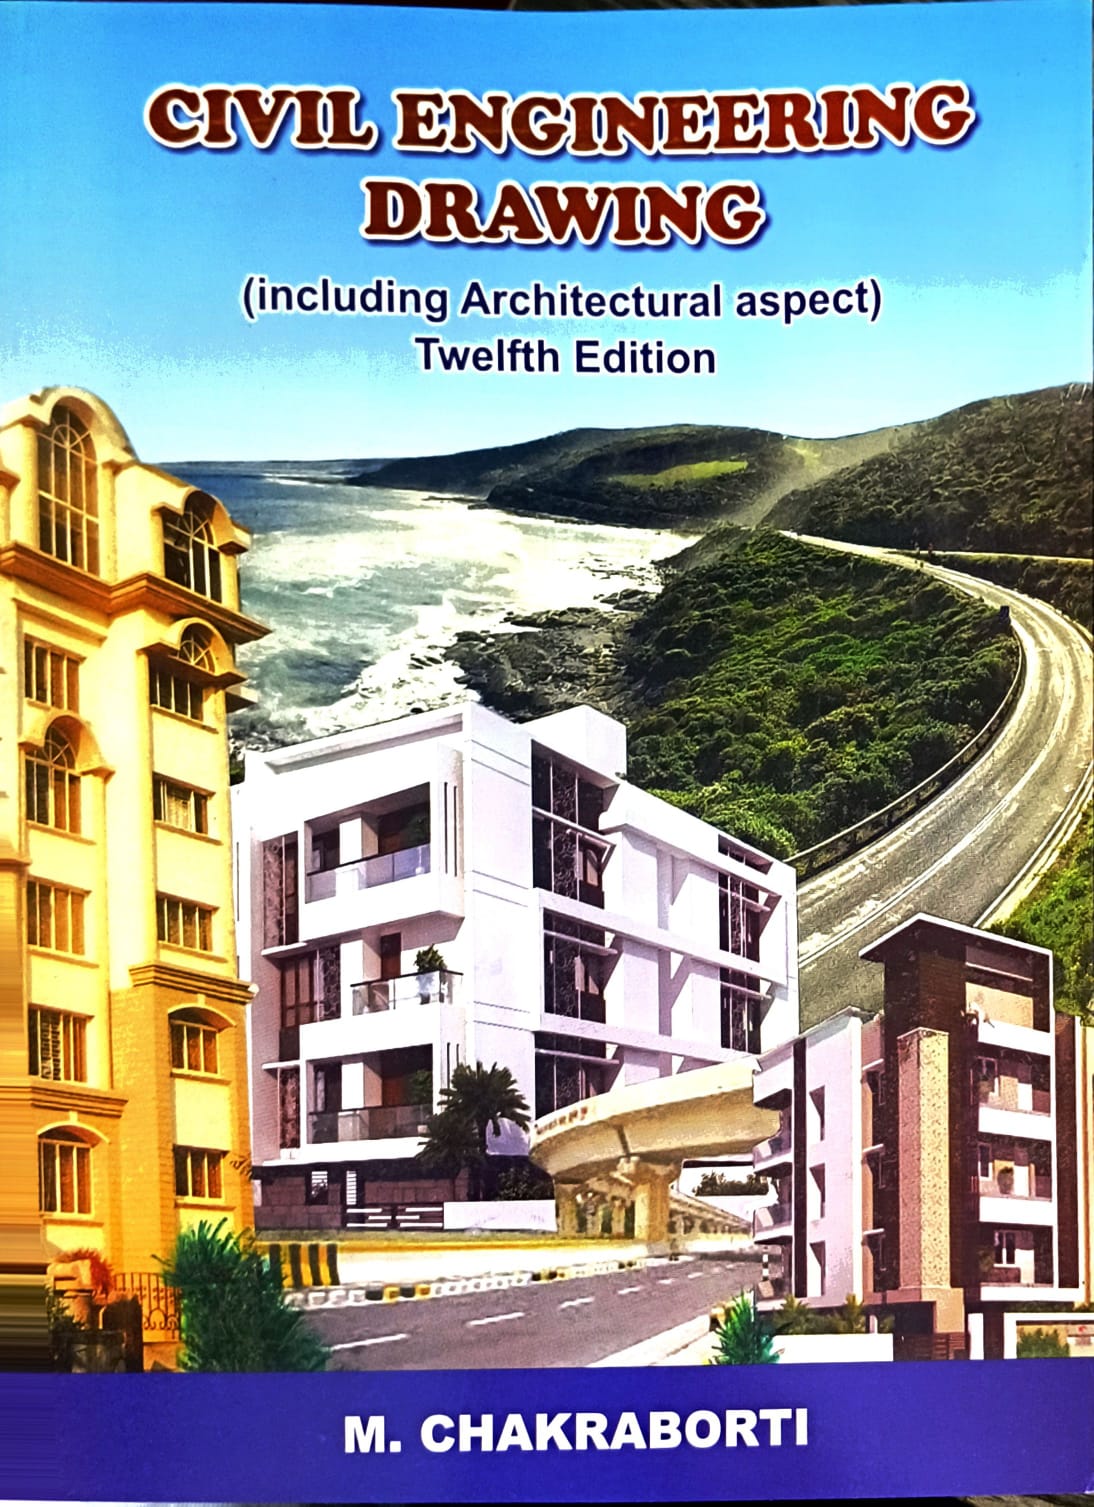 CIVIL ENGINEERING
DRAWING
(including Architectural aspect)
Twelfth Edition
M. CHAKRABORTI